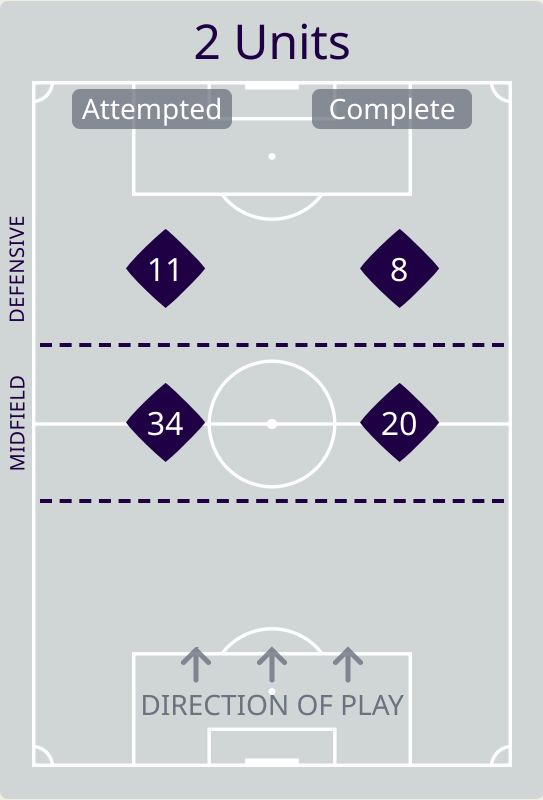 2 Units
Attempted Complete
DEFENSIVE
11 8
MIDFIELD
34 20
DIRECTION OF PLAY